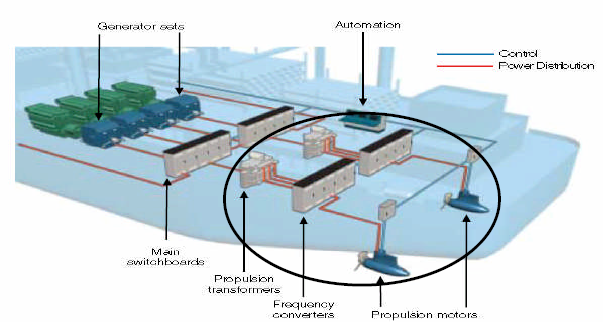 Generator sets
Automation
Control
Power Distribution
Main
switchboards
Propulsion
transformers
Frequency
converters
Propulsion motors